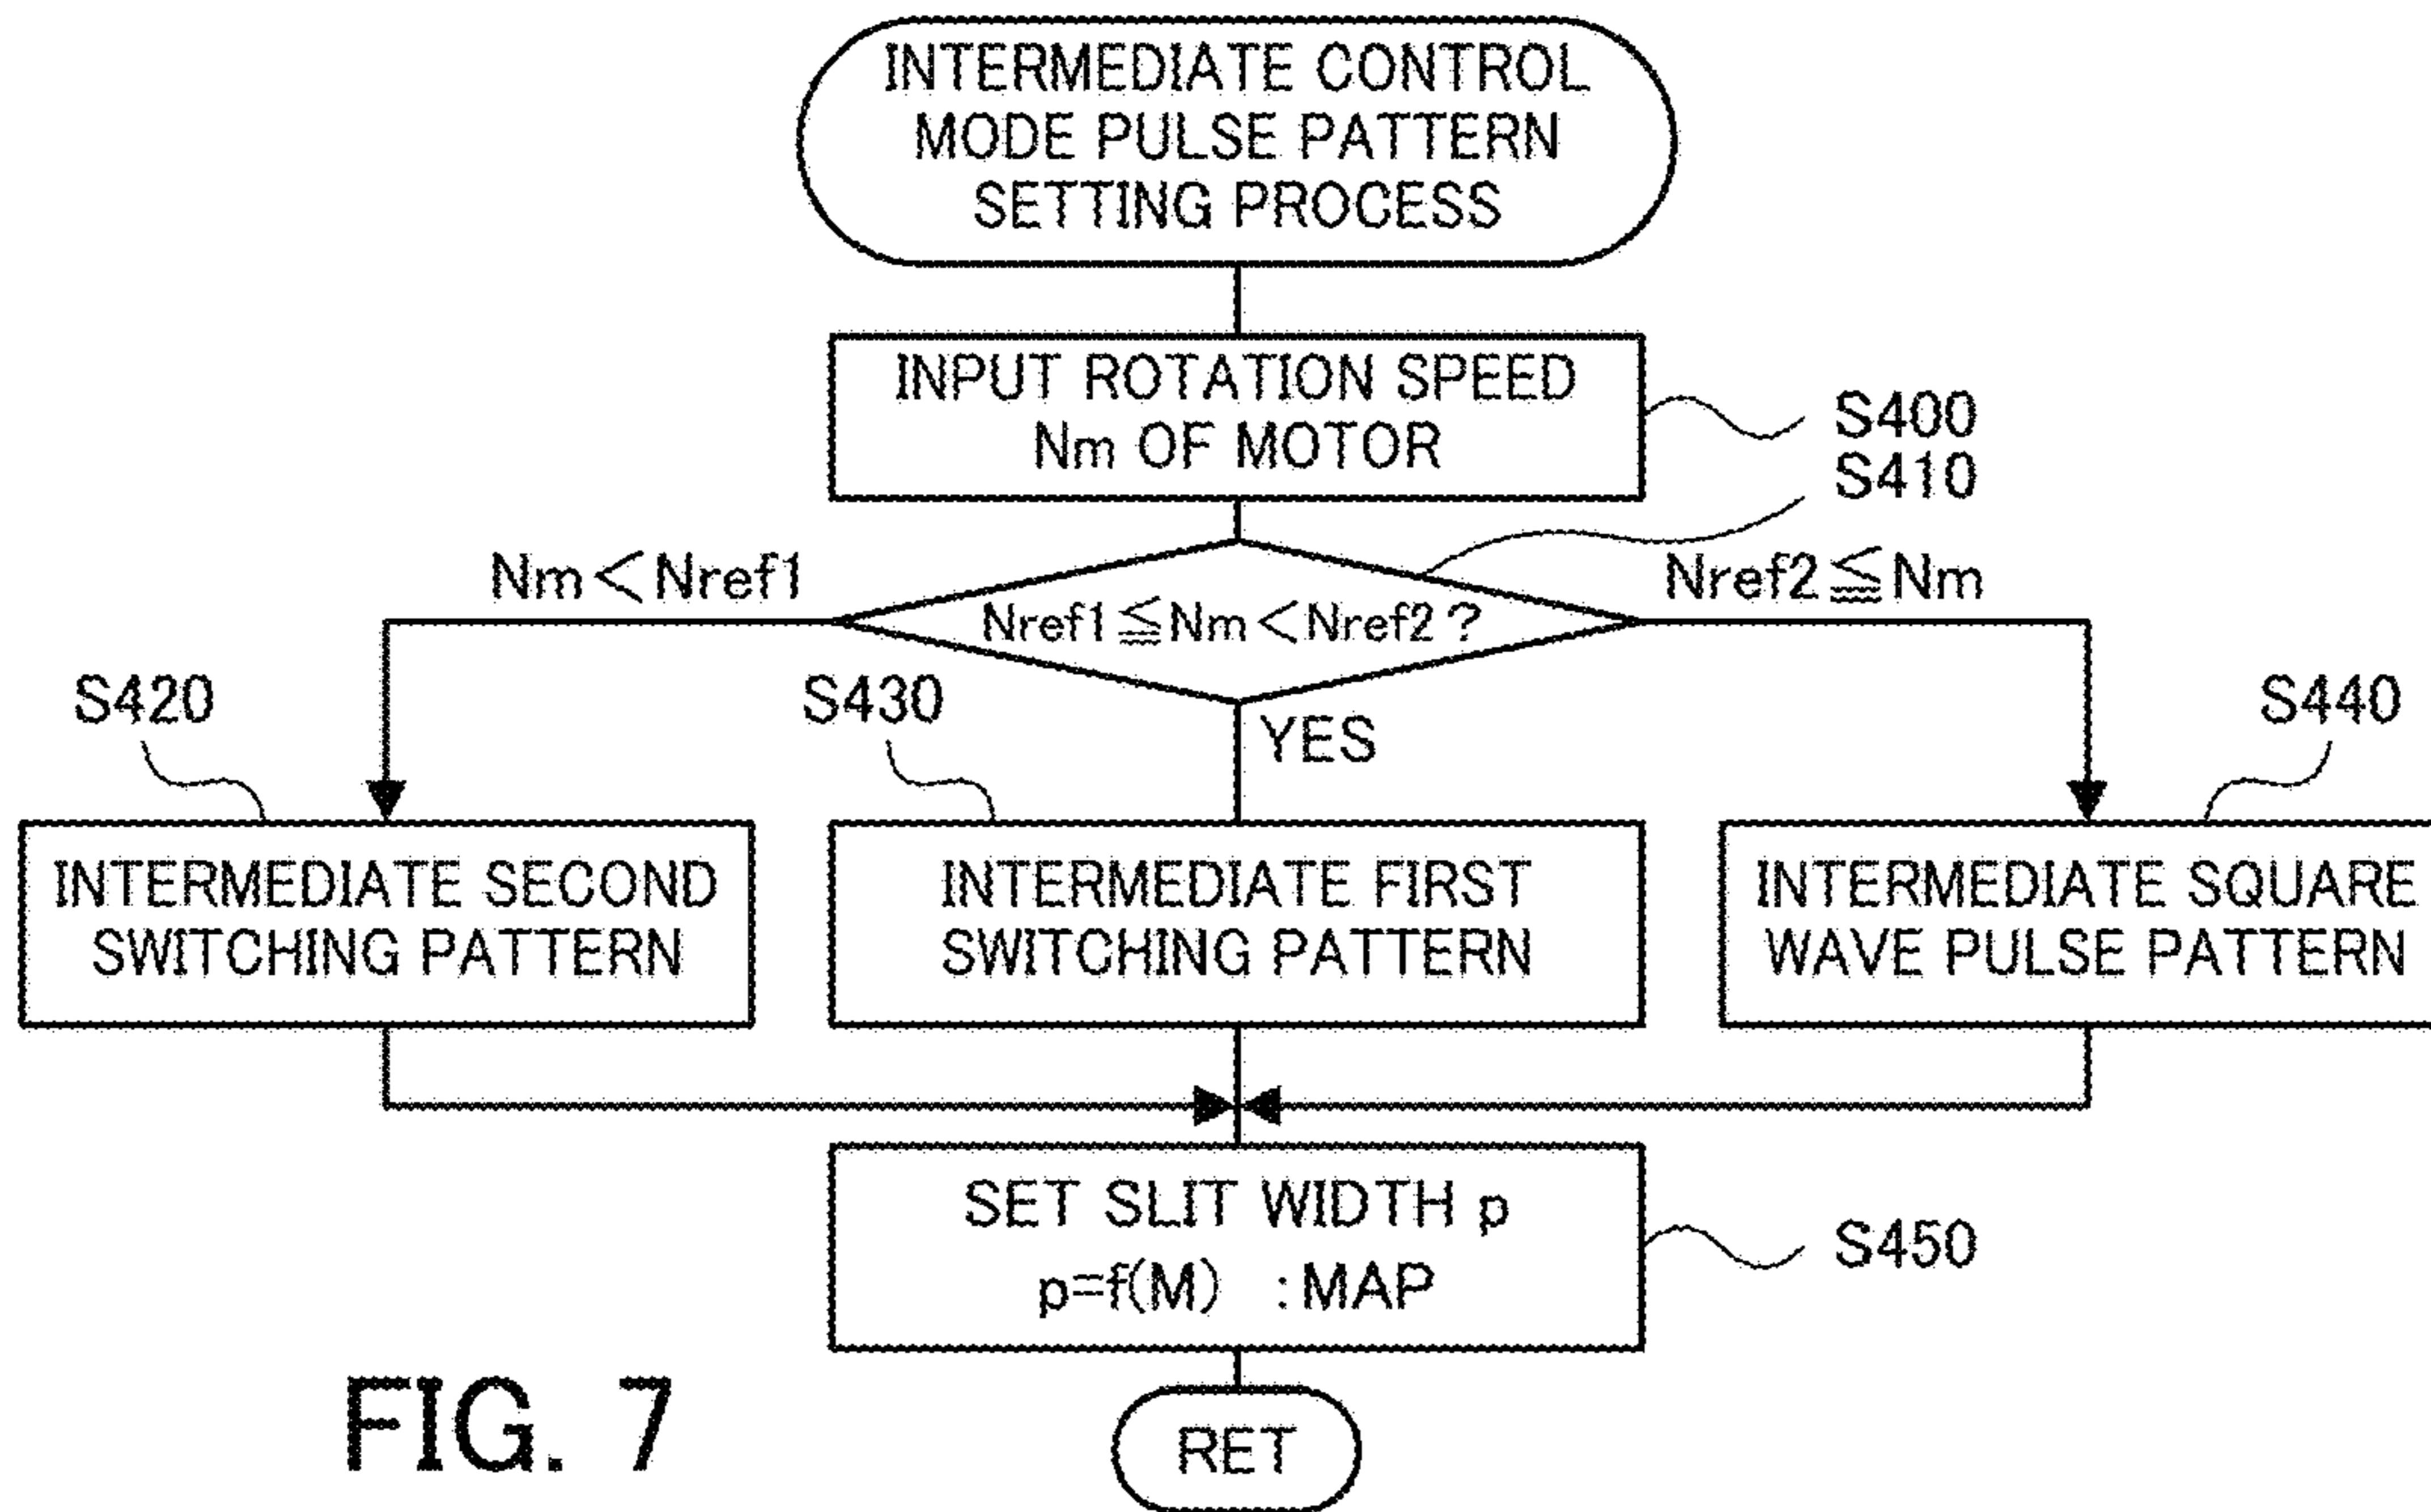 INTERMEDIATE CONTROL
MODE PULSE PATTERN
SETTING PROCESS
INPUT ROTATION SPEED
Nm OF MOTOR
S400
S410
Nm<Nref1
Nref1≦Nm<Nref2?
Nref2≦Nm
S420
S430
YES
S440
INTERMEDIATE SECOND
SWITCHING PATTERN
INTERMEDIATE FIRST
SWITCHING PATTERN
INTERMEDIATE SQUARE
WAVE PULSE PATTERN
SET SLIT WIDTH p
p=f(M) :MAP
S450
RET
FIG. 7